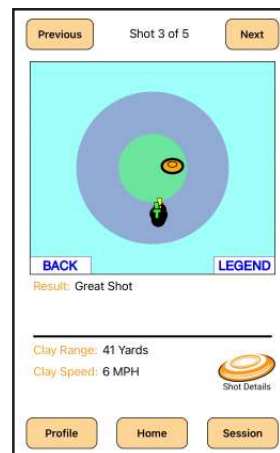 Previous
Shot 3 of 5
Next
BACK
LEGEND
Result: Great Shot
Clay Range: 41 Yards
Clay Speed: 6 MPH
Shot Details
Profile
Home
Session